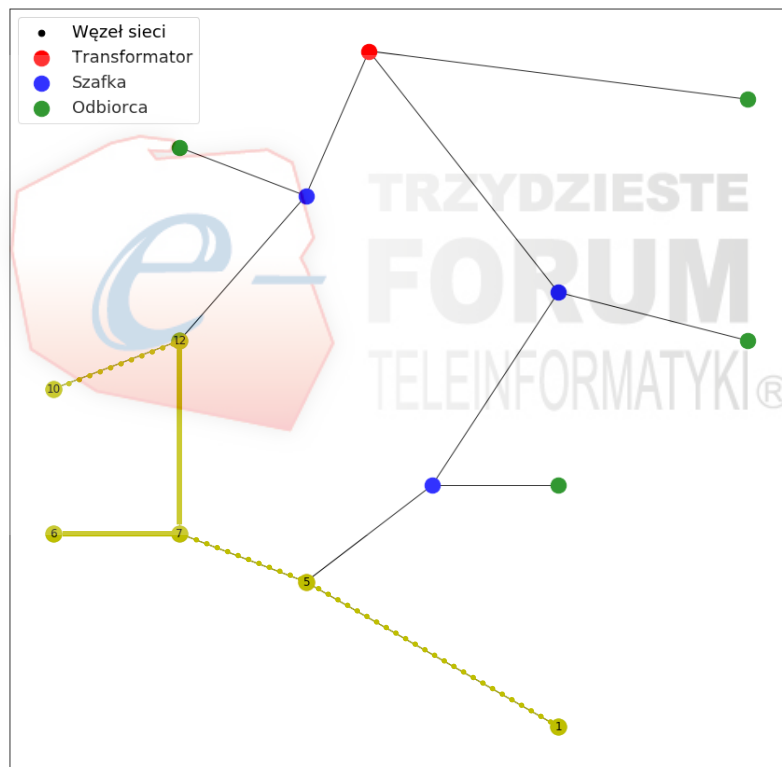 Węzeł sieci
Transformator
Szafka
Odbiorca
TRZYDZIESTE
e-
FORUM
12
TELEINFORMATYKI®
10
6
7
5
1